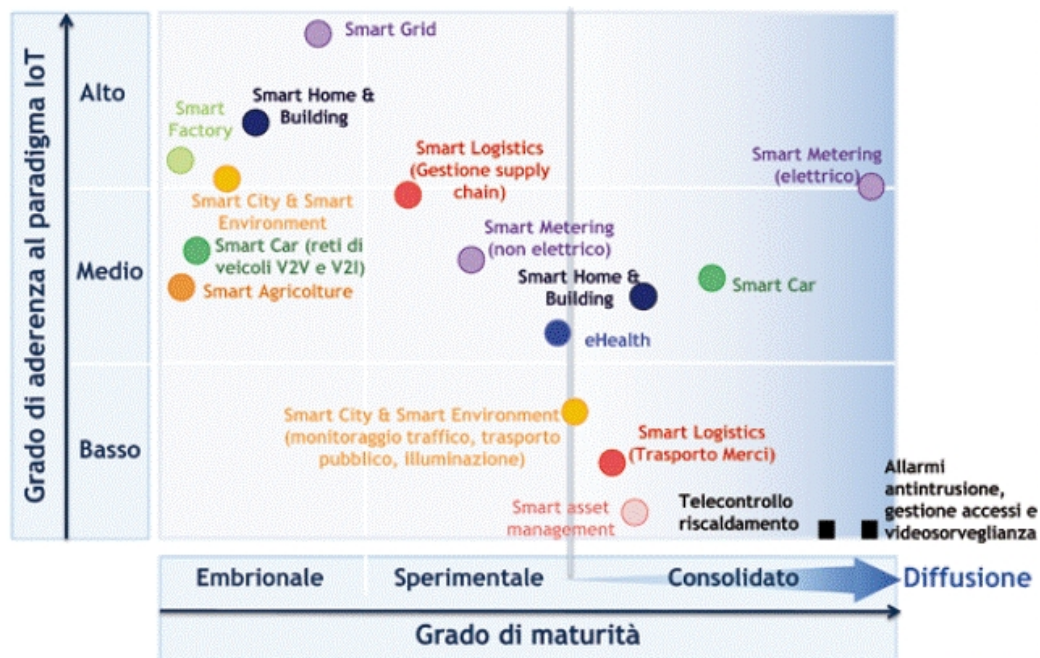 Grado di aderenza al paradigma IoT
Alto
Medio
Basso
Smart Grid
Smart Home &
Building
Smart
Factory
Smart City & Smart
Environment
Smart Logistics
(Gestione supply
chain)
Smart Metering
(elettrico)
Smart Car (reti di
veicoli V2V e V2I)
Smart Agricolture
Smart Metering
(non elettrico)
Smart Home &
Building
Smart Car
eHealth
Smart City & Smart Environment
(monitoraggio traffico, trasporto
pubblico, illuminazione)
Smart Logistics
(Trasporto Merci)
Smart asset
management
Telecontrollo
riscaldamento
Allarmi
antintrusione,
gestione accessi e
videosorveglianza
Embrionale
Sperimentale
Consolidato
Diffusione
Grado di maturità